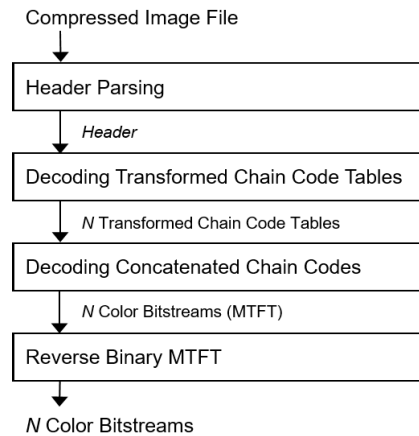 Compressed Image File
Header Parsing
Header
Decoding Transformed Chain Code Tables
N Transformed Chain Code Tables
Decoding Concatenated Chain Codes
N Color Bitstreams (MTFT)
Reverse Binary MTFT
N Color Bitstreams